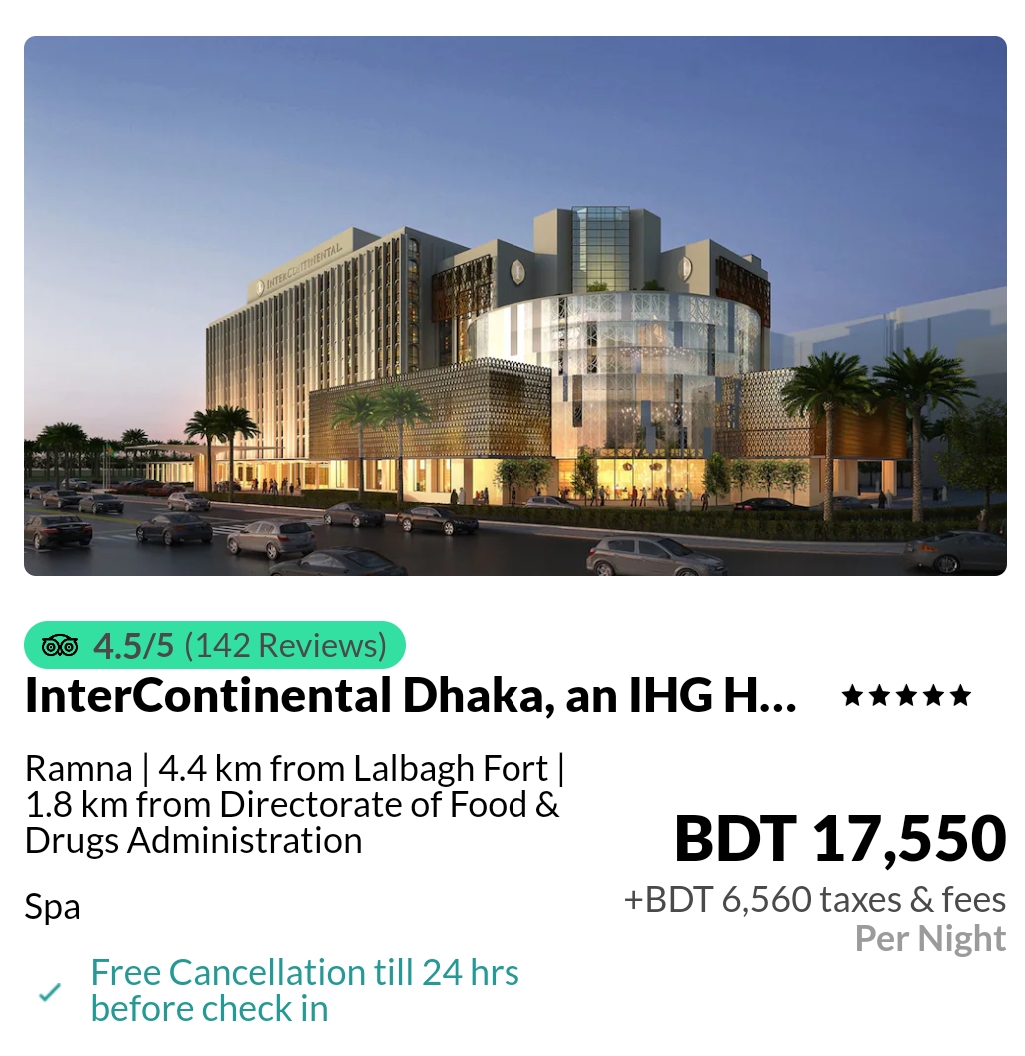 INTERCONTINENTAL
4.5/5 (142 Reviews)
InterContinental Dhaka, an IHG H...
Ramna | 4.4 km from Lalbagh Fort |
1.8 km from Directorate of Food &
Drugs Administration
BDT 17,550
+BDT 6,560 taxes & fees
Per Night
Spa
Free Cancellation till 24 hrs
before check in